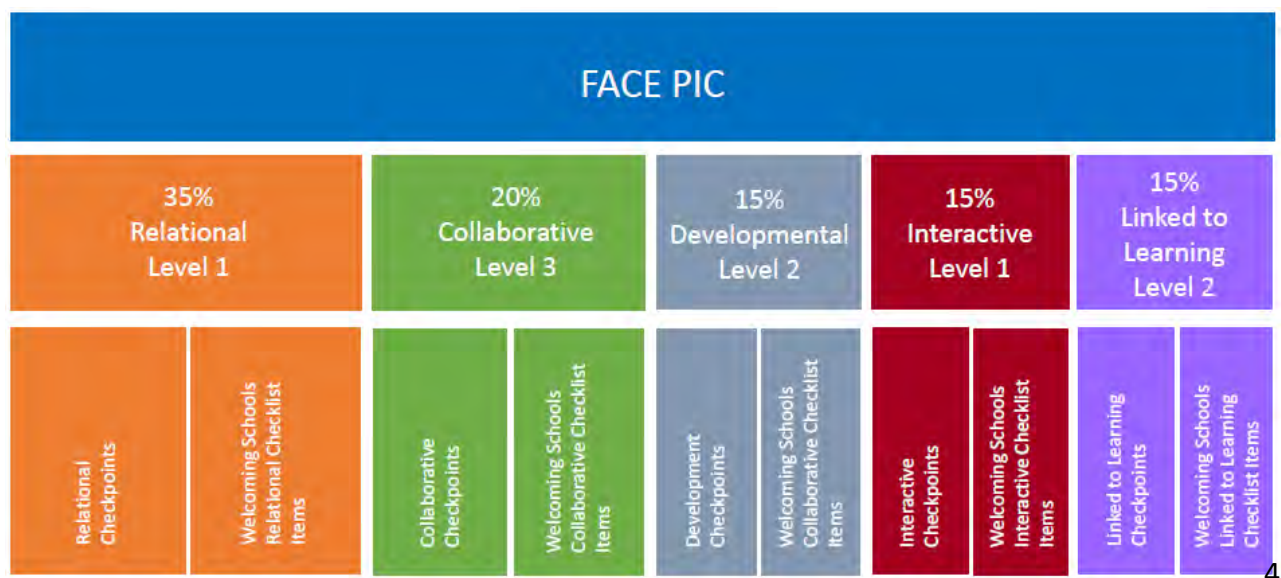 FACE PIC
35%
Relational
Level 1
20%
Collaborative
Level 3
15%
Developmental
Level 2
15%
Interactive
Level 1
15%
Linked to
Learning
Level 2
Relational
Checkpoints
Welcoming Schools
Relational Checklist
Items
Collaborative
Checkpoints
Welcoming Schools
Collaborative Checklist
Items
Development
Checkpoints
Welcoming Schools
Collaborative Checklist
Items
Interactive
Checkpoints
Welcoming Schools
Interactive Checklist
Items
Linked to Learning
Checkpoints
Welcoming Schools
Linked to Learning
Checklist Items
4